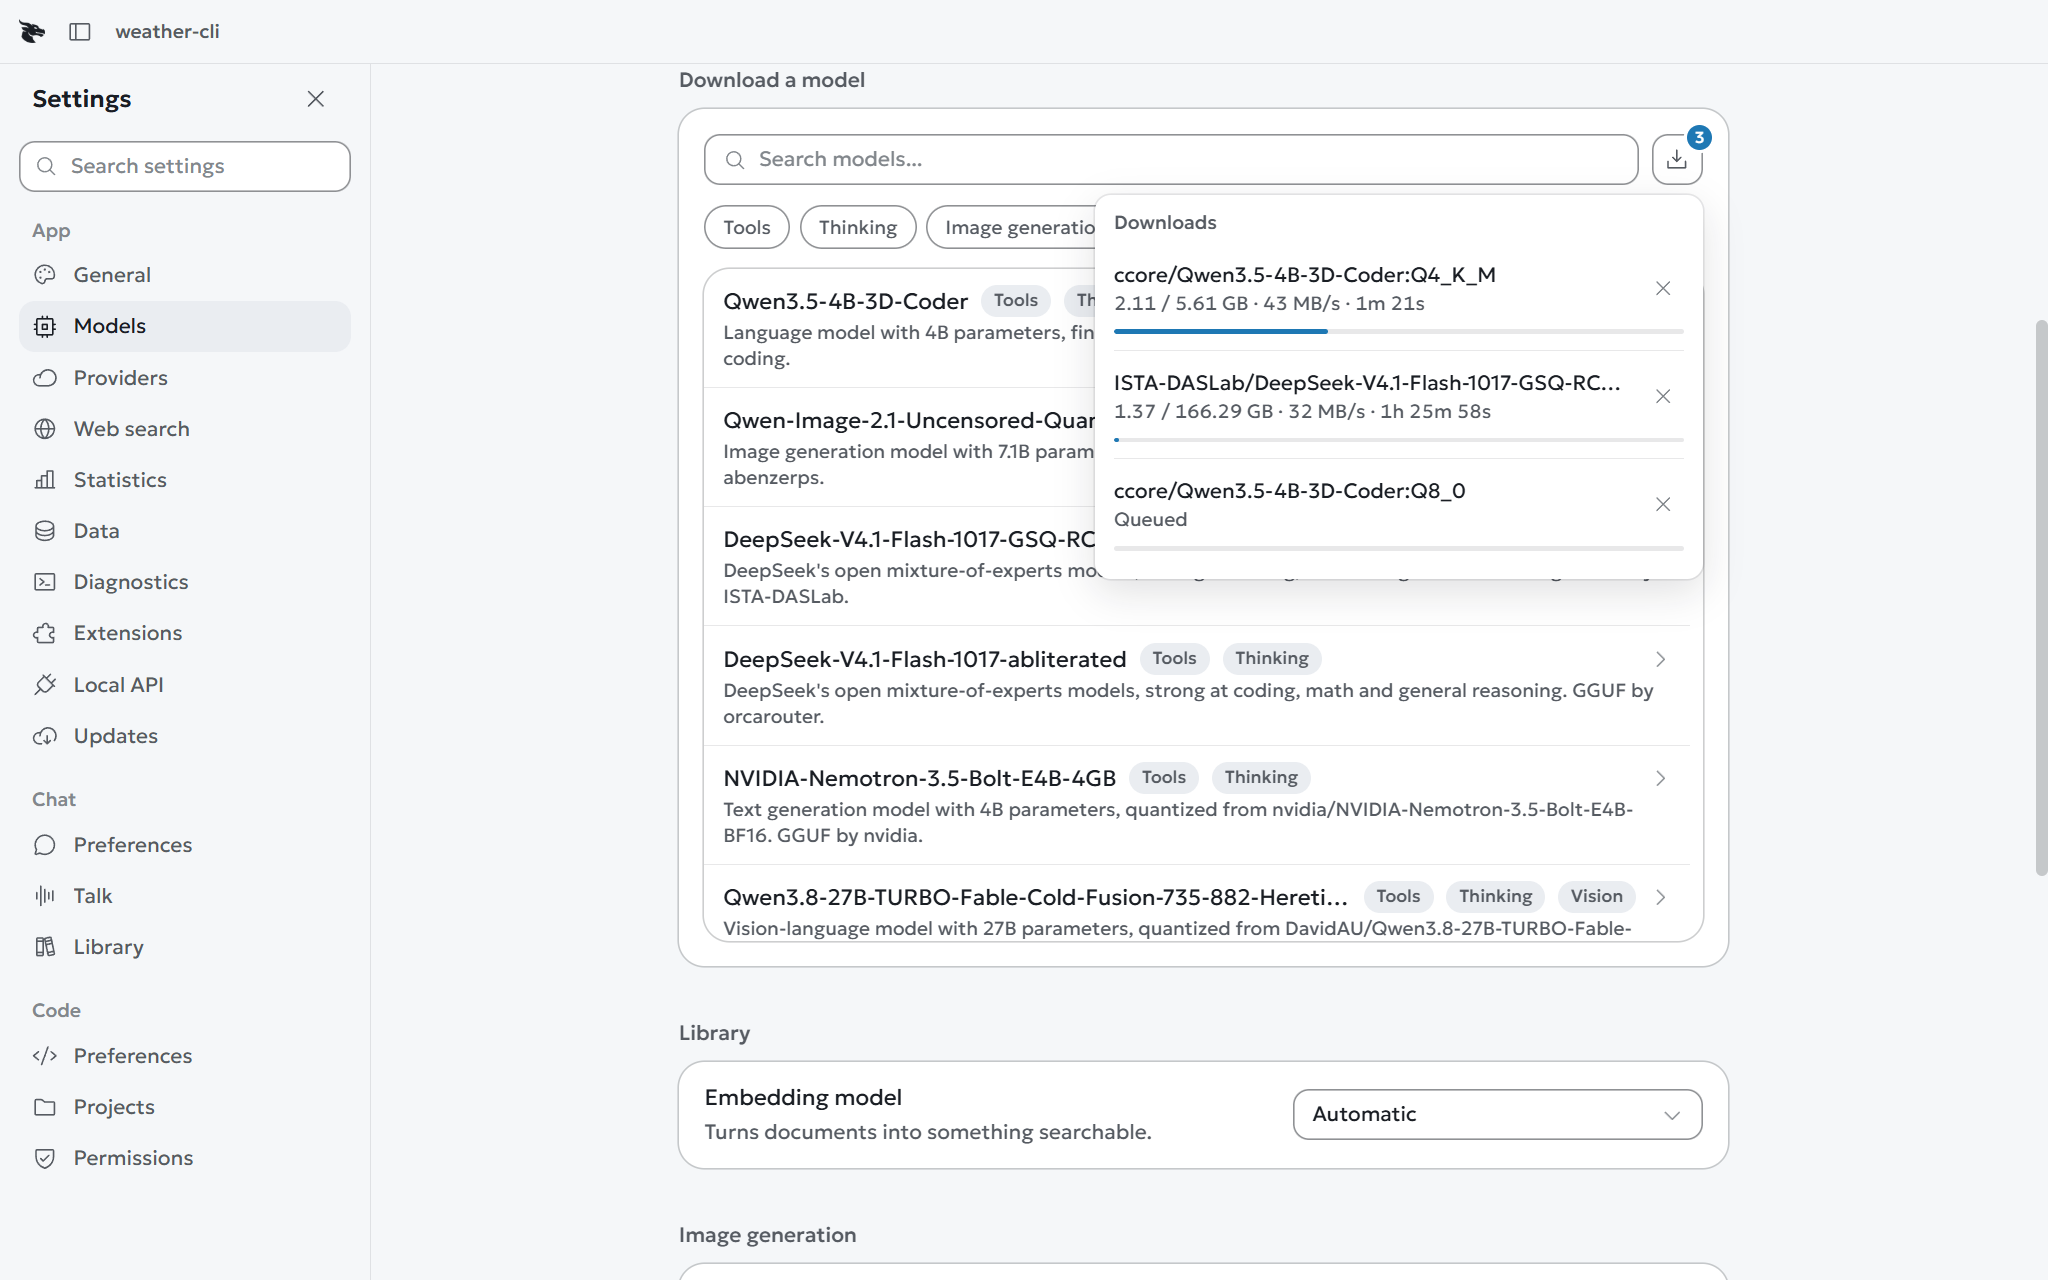 weather-cli
Settings
Search settings
App
General
Models
Providers
Web search
Statistics
Data
Diagnostics
Extensions
Local API
Updates
Chat
Preferences
Talk
Library
Code
Preferences
Projects
Permissions
Download a model
Search models...
3
Tools
Thinking
Image generatio
Downloads
ccore/Qwen3.5-4B-3D-Coder:Q4_K_M
2.11 / 5.61 GB · 43 MB/s · 1m 21s
ISTA-DASLab/DeepSeek-V4.1-Flash-1017-GSQ-RC...
1.37 / 166.29 GB · 32 MB/s · 1h 25m 58s
ccore/Qwen3.5-4B-3D-Coder:Q8_0
Queued
Qwen3.5-4B-3D-Coder Tools Th
Language model with 4B parameters, fin
coding.
Qwen-Image-2.1-Uncensored-Quan
Image generation model with 7.1B param
abenzerps.
DeepSeek-V4.1-Flash-1017-GSQ-RC
DeepSeek's open mixture-of-experts
ISTA-DASLab.
DeepSeek-V4.1-Flash-1017-abliterated Tools Thinking
DeepSeek's open mixture-of-experts models, strong at coding, math and general reasoning. GGUF by
orcarouter.
NVIDIA-Nemotron-3.5-Bolt-E4B-4GB Tools Thinking
Text generation model with 4B parameters, quantized from nvidia/NVIDIA-Nemotron-3.5-Bolt-E4B-
BF16. GGUF by nvidia.
Qwen3.8-27B-TURBO-Fable-Cold-Fusion-735-882-Hereti... Tools Thinking Vision
Vision-language model with 27B parameters, quantized from DavidAU/Qwen3.8-27B-TURBO-Fable-
Library
Embedding model
Turns documents into something searchable.
Automatic
Image generation